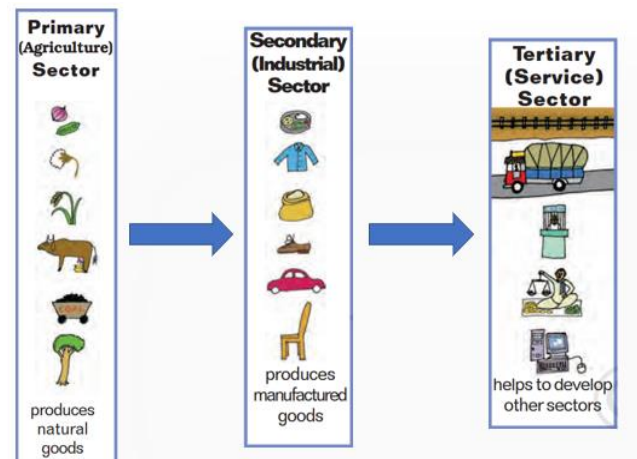 Primary
(Agriculture)
Sector
COAL
produces
natural
goods
Secondary
(Industrial)
Sector
produces
manufactured
goods
Tertiary
(Service)
Sector
helps to develop
other sectors